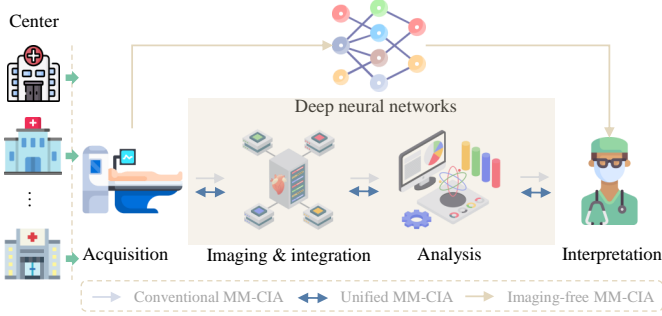 Center
Deep neural networks
Acquisition
Imaging & integration
Analysis
Interpretation
Conventional MM-CIA
Unified MM-CIA
Imaging-free MM-CIA